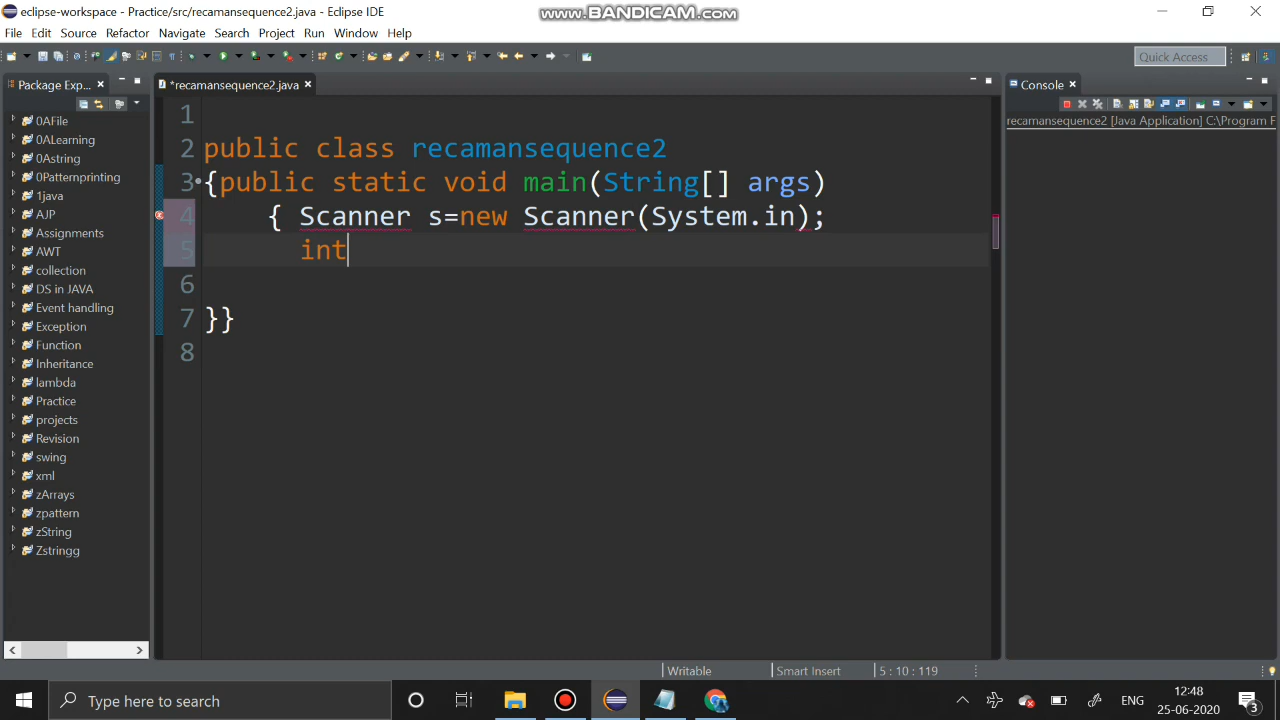 eclipse-workspace - Practice/src/recamansequence2.java - Eclipse IDE
www.BANDICAM.com
File Edit Source Refactor Navigate Search Project Run Window Help
Quick Access
Package Exp...
*recamansequence2.java
Console
recamansequence2 [Java Application] C:\Program F
0AFile
0ALearning
0Astring
0Patternprinting
1java
AJP
Assignments
AWT
collection
DS in JAVA
Event handling
Exception
Function
Inheritance
lambda
Practice
projects
Revision
swing
xml
zArrays
zpattern
zString
Zstringg
1
2 public class recamansequence2
3 {public static void main(String[] args)
4 { Scanner s=new Scanner(System.in);
5 int
6
7 }}
8
Writable Smart Insert 5 : 10 : 119
Type here to search
ENG
12:48
25-06-2020
3